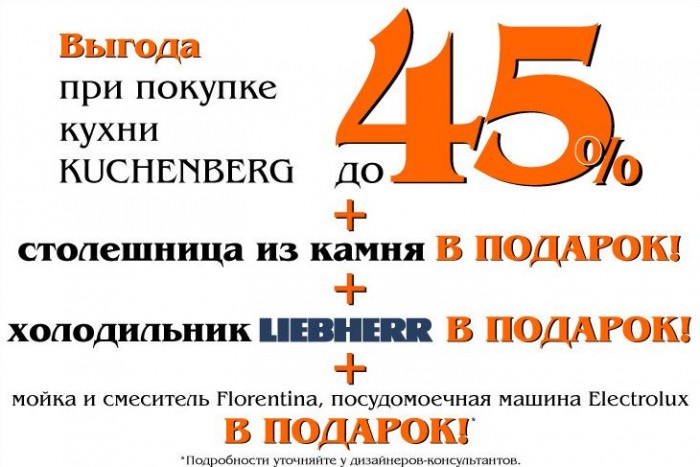 Выгода
при покупке
кухни
KUCHENBERG до 45%
+
столешница из камня В ПОДАРОК!
+
холодильник LIEBHERR В ПОДАРОК!
+
мойка и смеситель Florentina, посудомоечная машина Electrolux
В ПОДАРОК!*
*Подробности уточняйте у дизайнеров-консультантов.